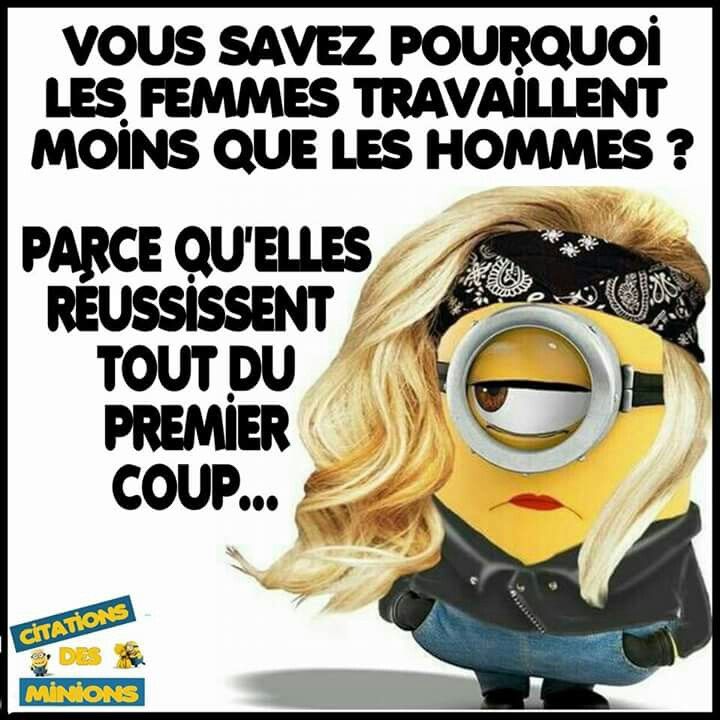 VOUS SAVEZ POURQUOI
LES FEMMES TRAVAILLENT
MOINS QUE LES HOMMES ?
PARCE QU'ELLES
RÉUSSISSENT
TOUT DU
PREMIER
COUP...
CITATIONS
DES
MINIONS